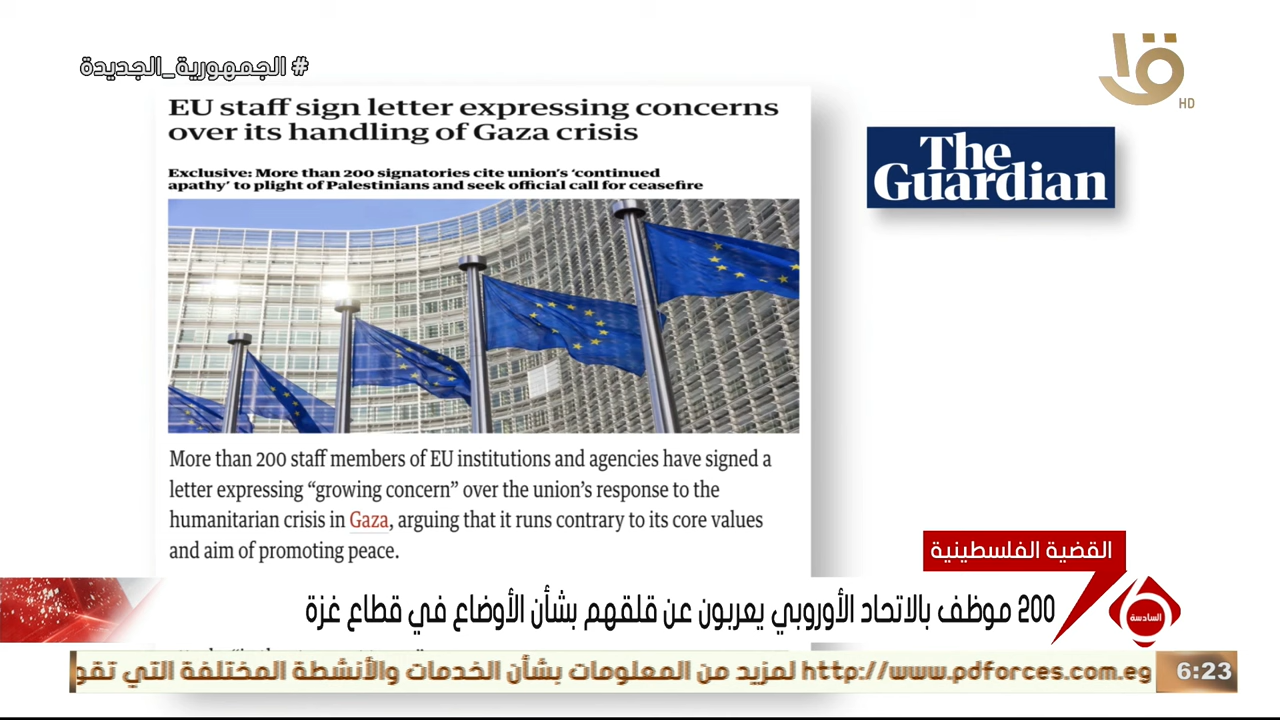 # الجمهورية_الجديدة
HD
EU staff sign letter expressing concerns
over its handling of Gaza crisis
The
Guardian
Exclusive: More than 200 signatories cite union's 'continued
apathy' to plight of Palestinians and seek official call for ceasefire
More than 200 staff members of EU institutions and agencies have signed a
letter expressing “growing concern” over the union’s response to the
humanitarian crisis in Gaza, arguing that it runs contrary to its core values
and aim of promoting peace.
القضية الفلسطينية
200 موظف بالاتحاد الأوروبي يعربون عن قلقهم بشأن الأوضاع في قطاع غزة
السادسة
http://www.pdforces.com.eg لمزيد من المعلومات بشأن الخدمات والأنشطة المختلفة التي
6:23